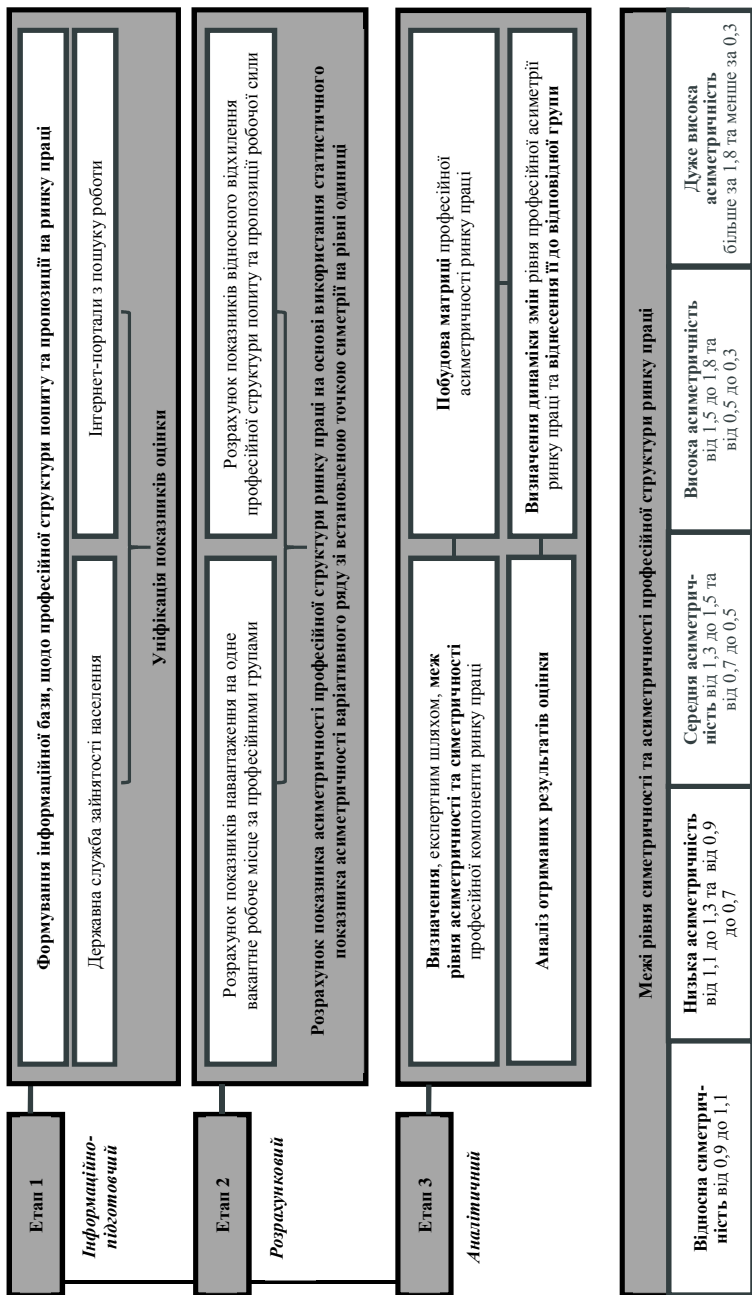 Етап 1
Інформаційно-
підготовчий
Формування інформаційної бази, щодо професійної структури попиту та пропозиції на ринку праці
Державна служба зайнятості населення
Інтернет-портали з пошуку роботи
Уніфікація показників оцінки
Етап 2
Розрахунковий
Розрахунок показників навантаження на одне
вакантне робоче місце за професійними групами
Розрахунок показників відносного відхилення
професійної структури попиту та пропозиції робочої сили
Розрахунок показника асиметричності професійної структури ринку праці на основі використання статистичного
показника асиметричності варіативного ряду зі встановленою точкою симетрії на рівні одиниці
Етап 3
Аналітичний
Визначення, експертним шляхом, меж
рівня асиметричності та симетричності
професійної компоненти ринку праці
Побудова матриці професійної
асиметричності ринку праці
Аналіз отриманих результатів оцінки
Визначення динаміки змін рівня професійної асиметрії
ринку праці та віднесення її до відповідної групи
Межі рівня симетричності та асиметричності професійної структури ринку праці
Відносна симетрич-
ність від 0,9 до 1,1
Низька асиметричність
від 1,1 до 1,3 та від 0,9
до 0,7
Середня асиметрич-
ність від 1,3 до 1,5 та
від 0,7 до 0,5
Висока асиметричність
від 1,5 до 1,8 та
від 0,5 до 0,3
Дуже висока
асиметричність
більше за 1,8 та менше за 0,3